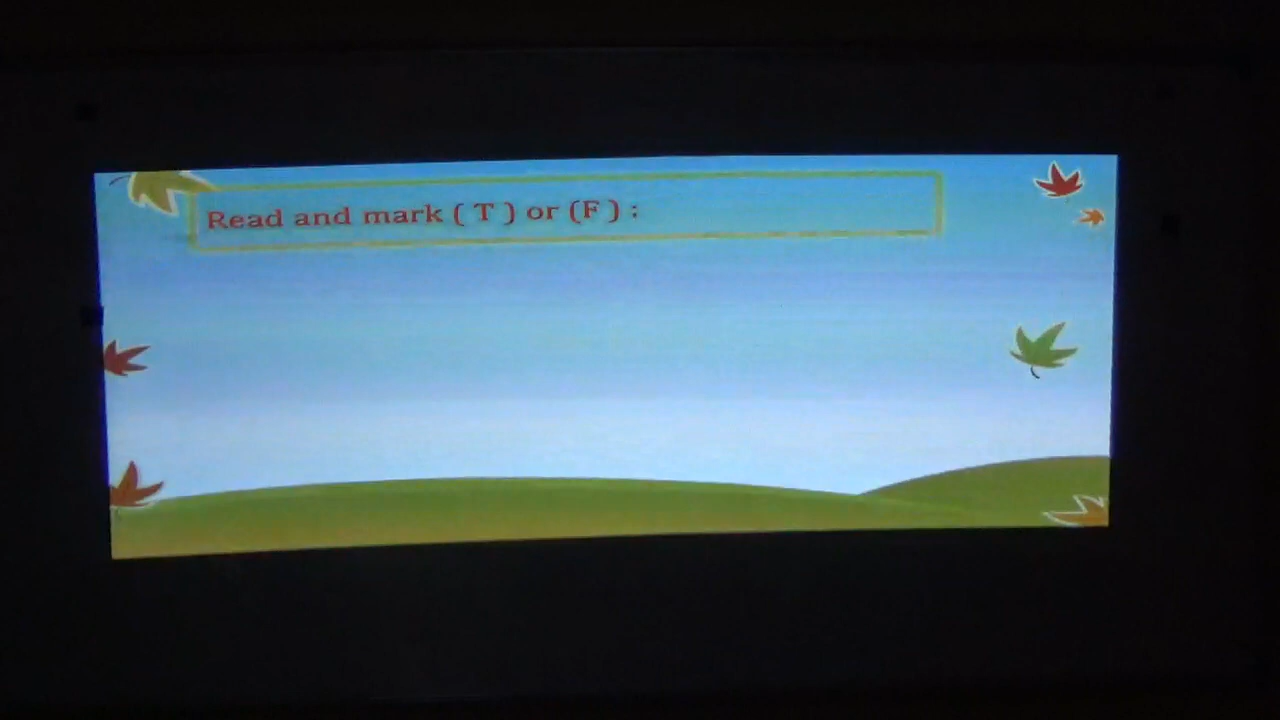 Read and mark ( T ) or (F ) :